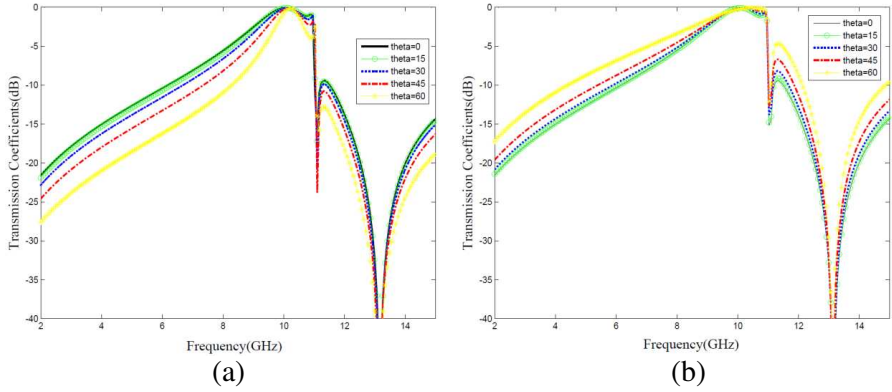 0
-5
-10
-15
-20
-25
-30
-35
-40
2 4 6 8 10 12 14
Transmission Coefficients(dB)
Frequency(GHz)
theta=0
theta=15
theta=30
theta=45
theta=60
(a)
0
-5
-10
-15
-20
-25
-30
-35
-40
2 4 6 8 10 12 14
Transmission Coefficients(dB)
Frequency(GHz)
theta=0
theta=15
theta=30
theta=45
theta=60
(b)